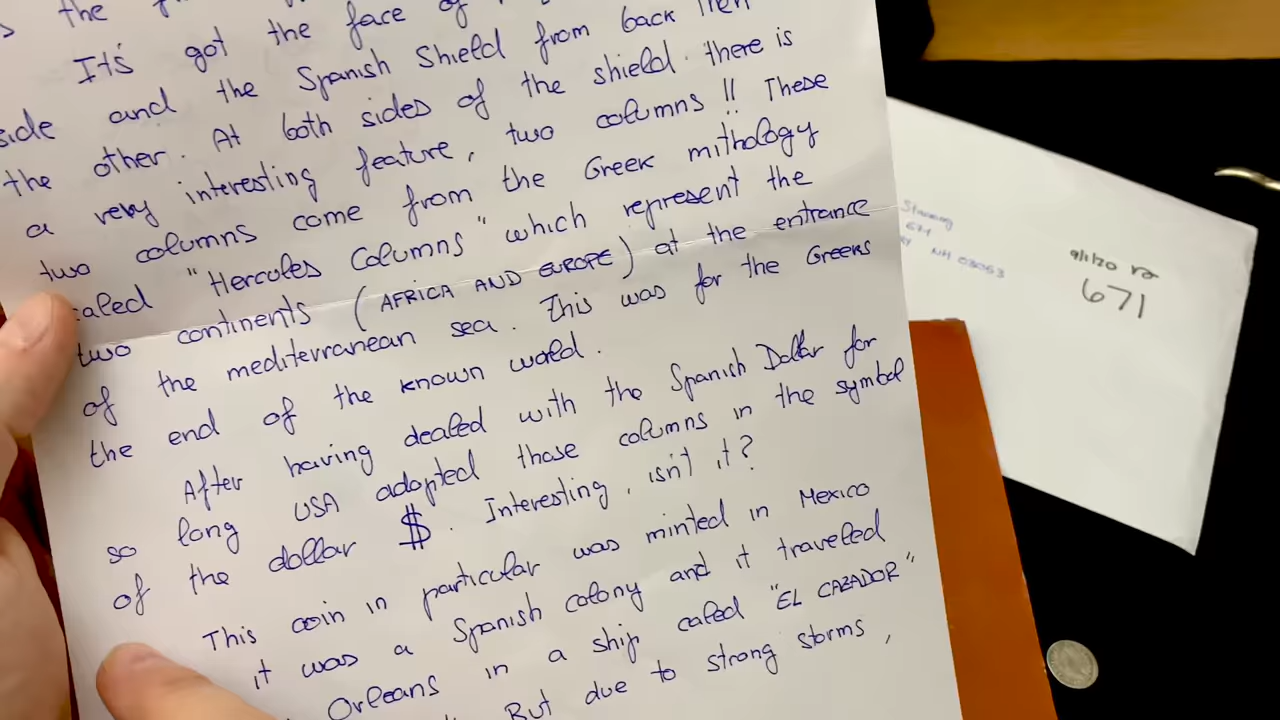 the
It's got the face of
side and the Spanish Shield from back then
the other. At both sides of the shield there is
a very interesting feature, two columns!! These
two columns come from the Greek mithology
called "Hercules Columns" which represent the
two continents (AFRICA AND EUROPE) at the entrance
of the mediterranean sea. This was for the Greeks
the end of the known world.
After having dealed with the Spanish Dollar for
so long USA adopted those columns in the symbol
of the dollar $. Interesting, isn't it?
This coin in particular was minted in Mexico
it was a Spanish colony and it traveled
Orleans in a ship called "EL CAZADOR"
But due to strong storms,
671
NH 03063
9/1/20
671